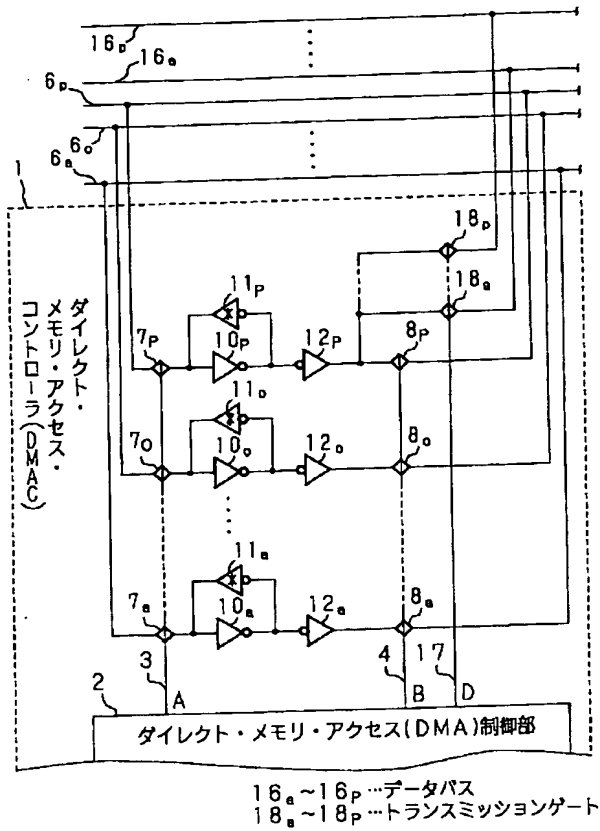 16p
16a
6p
6o
6a
1
18p
18a
11p
7p
10p
12p
8p
11o
7o
10o
12o
8o
11a
7a
10a
12a
8a
ダイレクト・
メモリ・アクセス・
コントローラ(DMAC)
3
A
4
B
17
D
2
ダイレクト・メモリ・アクセス(DMA)制御部
16a~16p…データバス
18a~18p…トランスミッションゲート